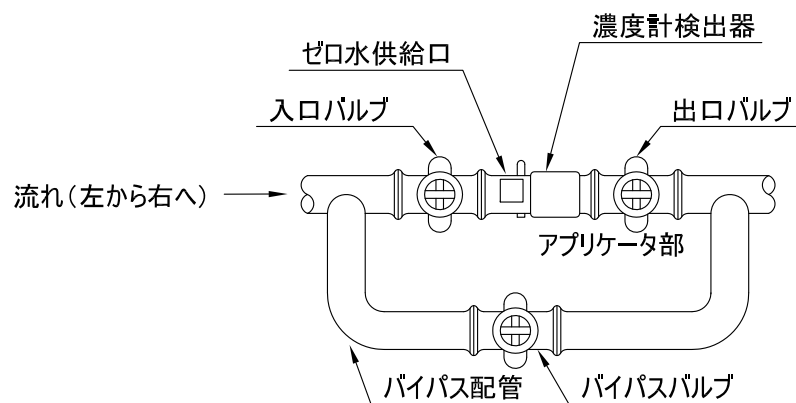 濃度計検出器
ゼロ水供給口
入口バルブ
出口バルブ
流れ（左から右へ）
アプリケータ部
バイパス配管
バイパスバルブ